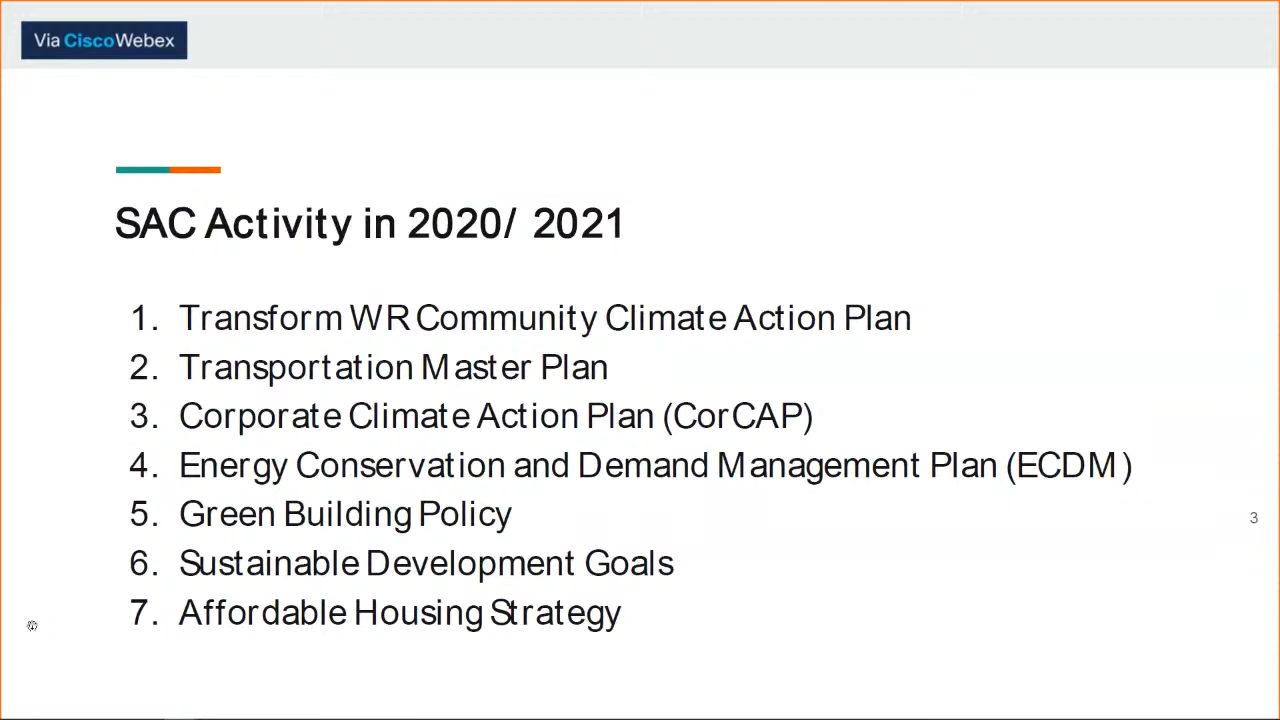 Via CiscoWebex
SAC Activity in 2020/ 2021
1. Transform WR Community Climate Action Plan
2. Transportation Master Plan
3. Corporate Climate Action Plan (CorCAP)
4. Energy Conservation and Demand Management Plan (ECDM)
5. Green Building Policy
3
6. Sustainable Development Goals
7. Affordable Housing Strategy